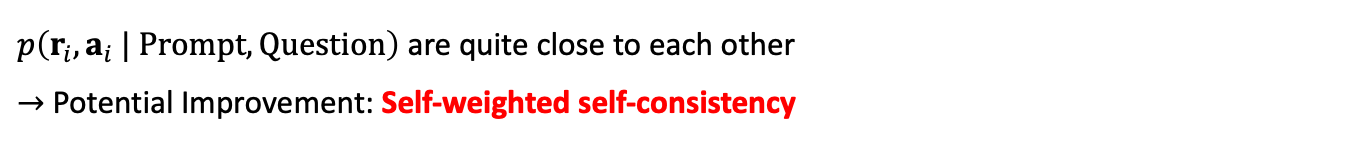 p(rᵢ, aᵢ | Prompt, Question) are quite close to each other
→ Potential Improvement: Self-weighted self-consistency